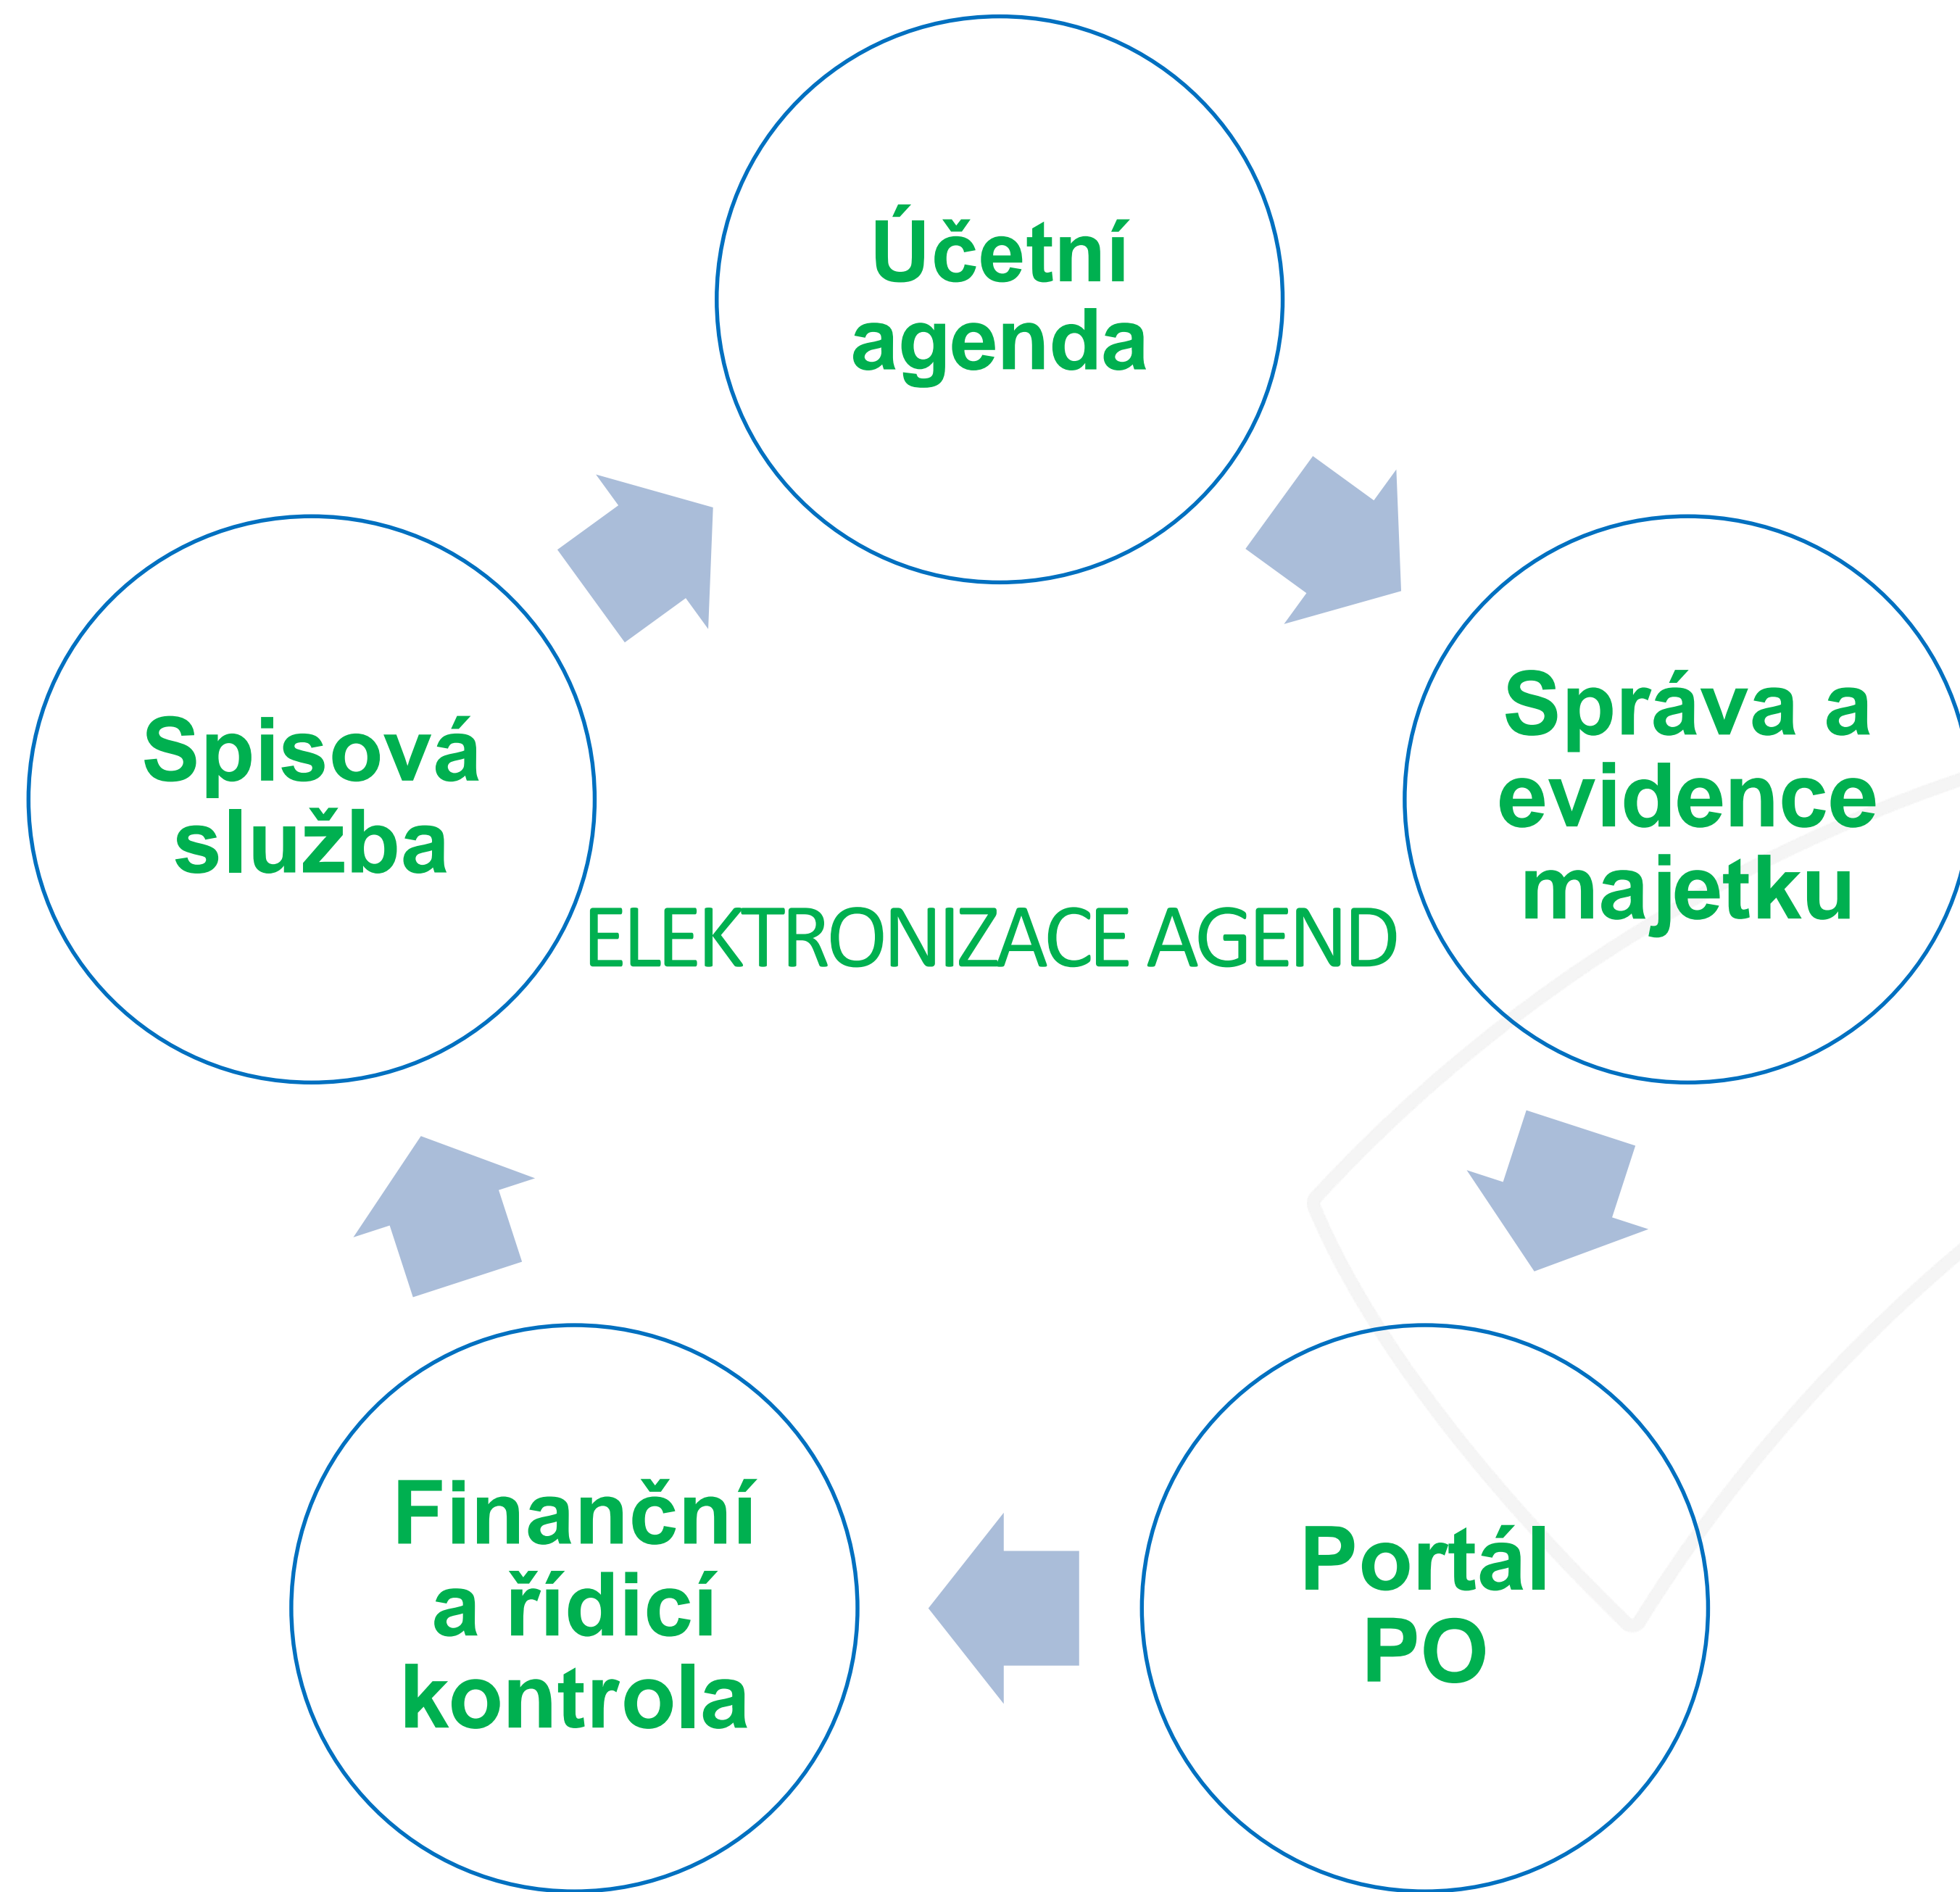 Účetní
agenda
Spisová
služba
Správa a
evidence
majetku
ELEKTRONIZACE AGEND
Finanční
a řídicí
kontrola
Portál
PO